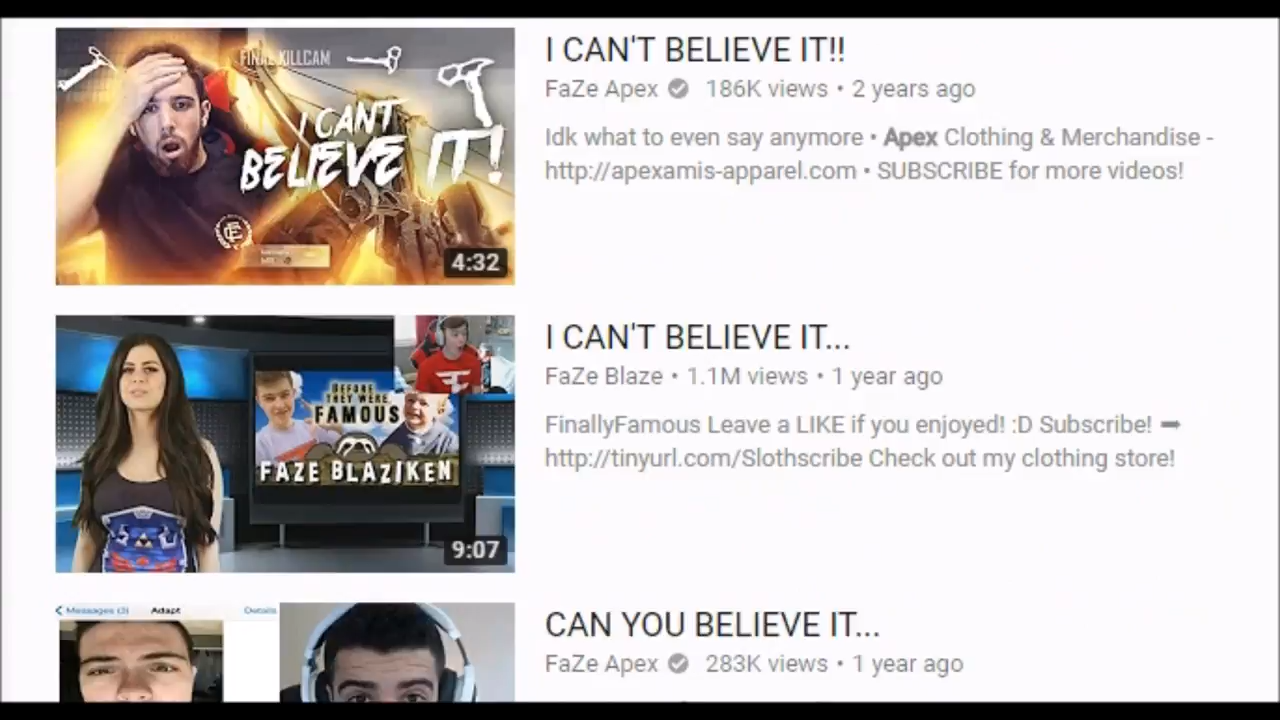 FINAL KILLCAM
I CANT
BELIEVE IT!
4:32
I CAN'T BELIEVE IT!!
FaZe Apex 186K views • 2 years ago
Idk what to even say anymore • Apex Clothing & Merchandise -
http://apexamis-apparel.com • SUBSCRIBE for more videos!
BEFORE
THEY WERE
FAMOUS
FAZE BLAZIKEN
9:07
I CAN'T BELIEVE IT...
FaZe Blaze • 1.1M views • 1 year ago
FinallyFamous Leave a LIKE if you enjoyed! :D Subscribe! ➡
http://tinyurl.com/Slothscribe Check out my clothing store!
Messages (3) Adapt Details
CAN YOU BELIEVE IT...
FaZe Apex 283K views • 1 year ago